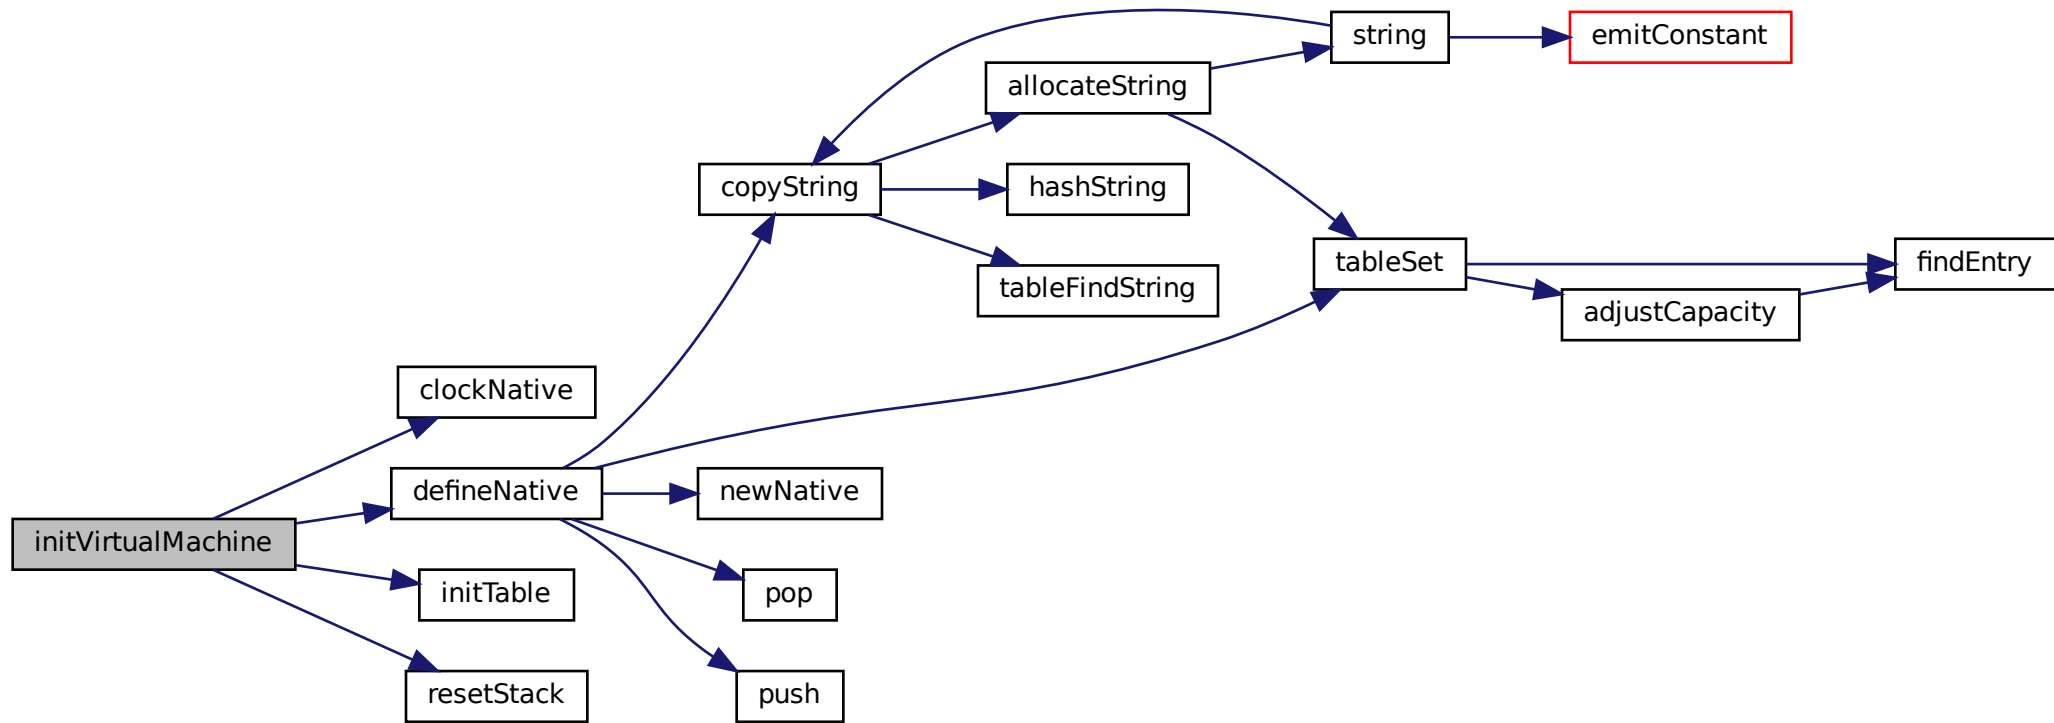 string
emitConstant
allocateString
copyString
hashString
tableSet
findEntry
tableFindString
adjustCapacity
clockNative
defineNative
newNative
initVirtualMachine
initTable
pop
resetStack
push